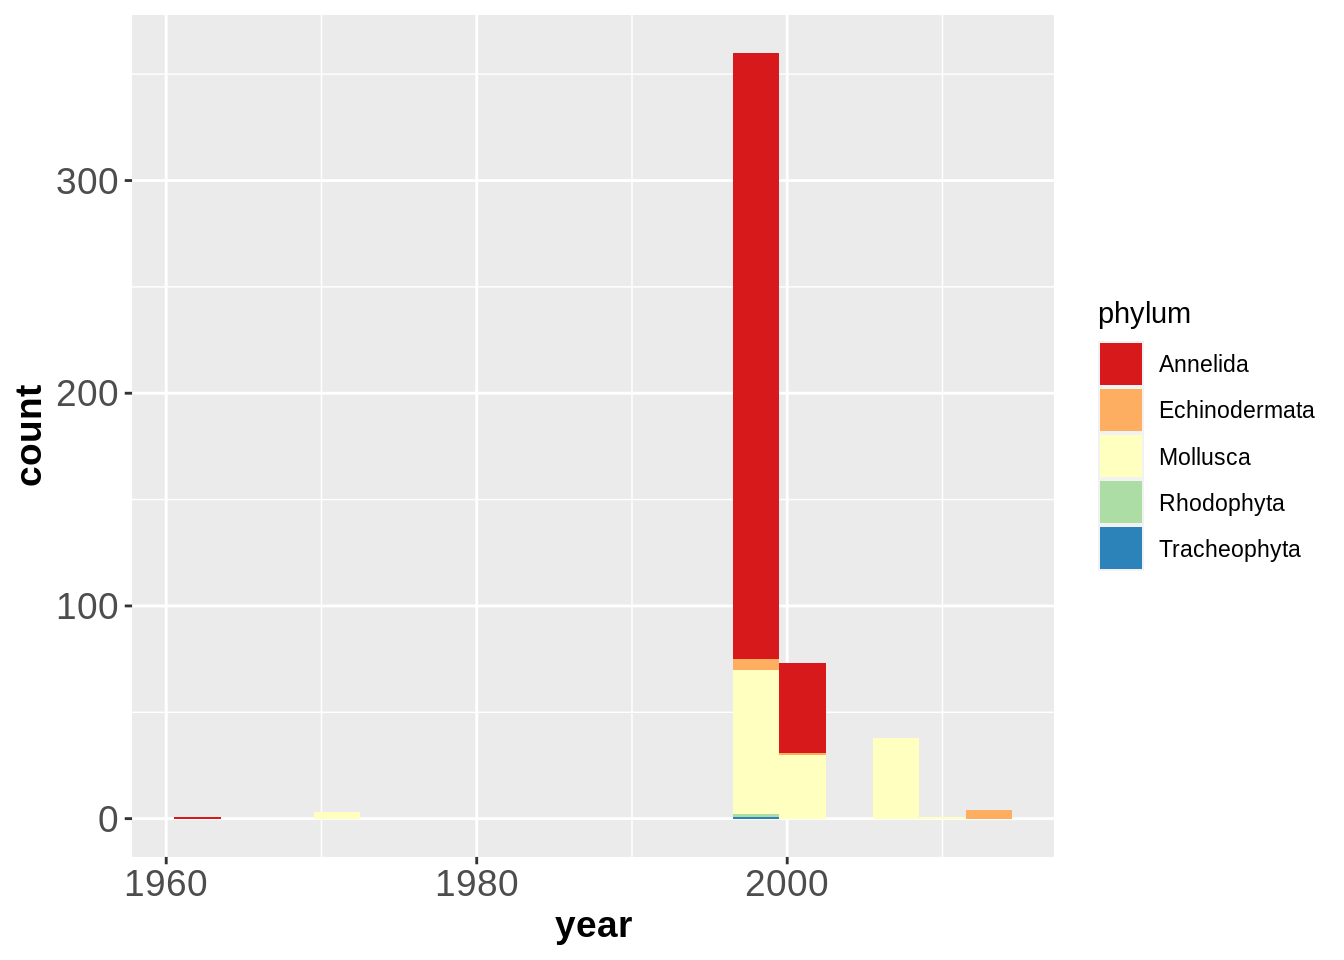 300
200
100
0
count
1960 1980 2000
year
phylum
Annelida
Echinodermata
Mollusca
Rhodophyta
Tracheophyta